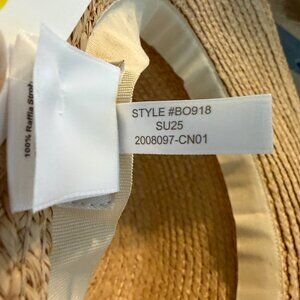 100% Raffia Straw
STYLE #BO918
SU25
2008097-CN01